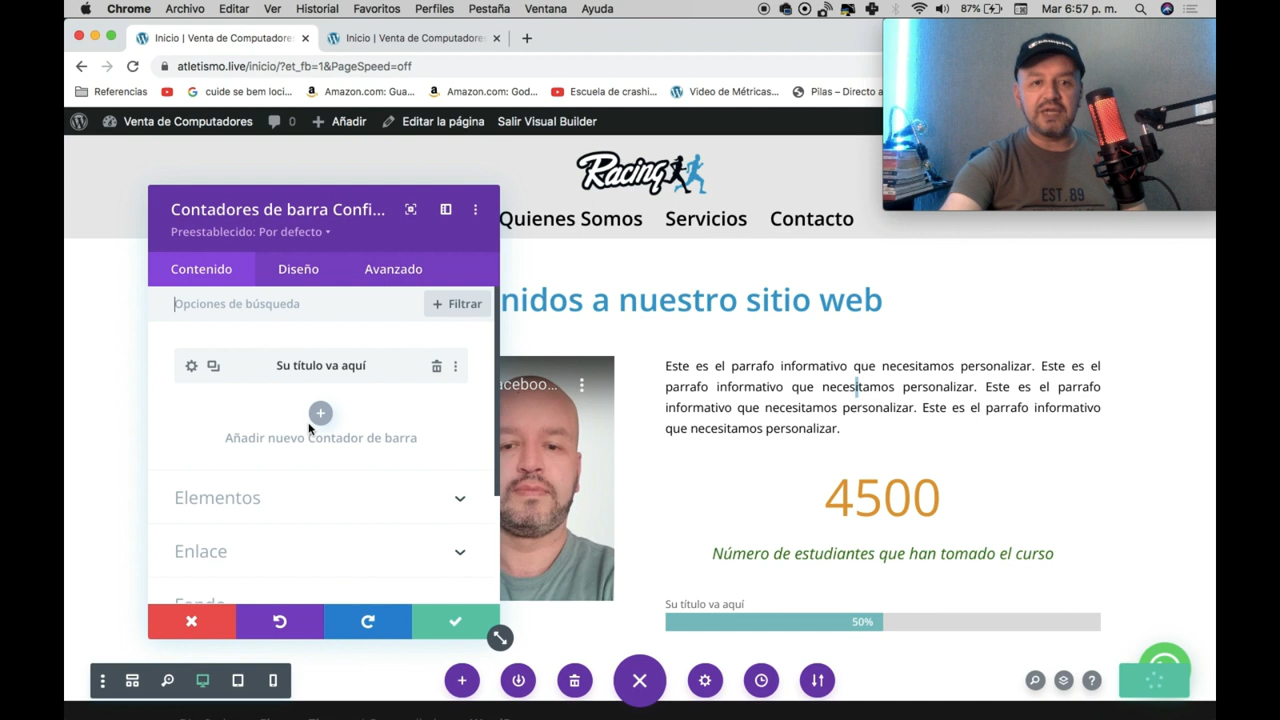 Chrome Archivo Editar Ver Historial Favoritos Perfiles Pestaña Ventana Ayuda 87% Mar 6:57 p. m.
Inicio | Venta de Computadore: × Inicio | Venta de Computadore: × +
atletismo.live/inicio/?et_fb=1&PageSpeed=off
Referencias cuide se bem loci... Amazon.com: Gua... Amazon.com: God... Escuela de crashi... Video de Métricas... Pilas – Directo a
Venta de Computadores 0 Añadir Editar la página Salir Visual Builder
Racing
Quienes Somos Servicios Contacto
EST.89
Contadores de barra Confi...
Preestablecido: Por defecto
Contenido Diseño Avanzado
Opciones de búsqueda + Filtrar
Su título va aquí
Añadir nuevo Contador de barra
Elementos
Enlace
nidos a nuestro sitio web
aceboo...
Este es el parrafo informativo que necesitamos personalizar. Este es el
parrafo informativo que necesitamos personalizar. Este es el parrafo
informativo que necesitamos personalizar. Este es el parrafo informativo
que necesitamos personalizar.
4500
Número de estudiantes que han tomado el curso
Su título va aquí
50%